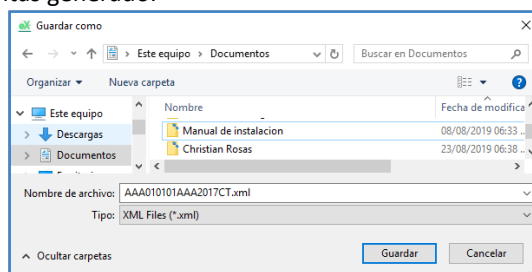 Guardar como
Este equipo > Documentos
Buscar en Documentos
Organizar
Nueva carpeta
Este equipo
Descargas
Documentos
Nombre
Fecha de modifica
Manual de instalacion
08/08/2019 06:33 ..
Christian Rosas
23/08/2019 06:38 ..
Nombre de archivo: AAA010101AAA2017CT.xml
Tipo: XML Files (*.xml)
Ocultar carpetas
Guardar
Cancelar